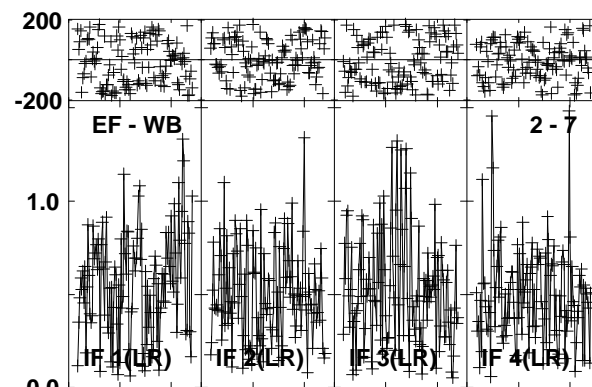 200
-200
EF - WB 2 - 7
1.0
IF 1(LR) IF 2(LR) IF 3(LR) IF 4(LR)
0.0